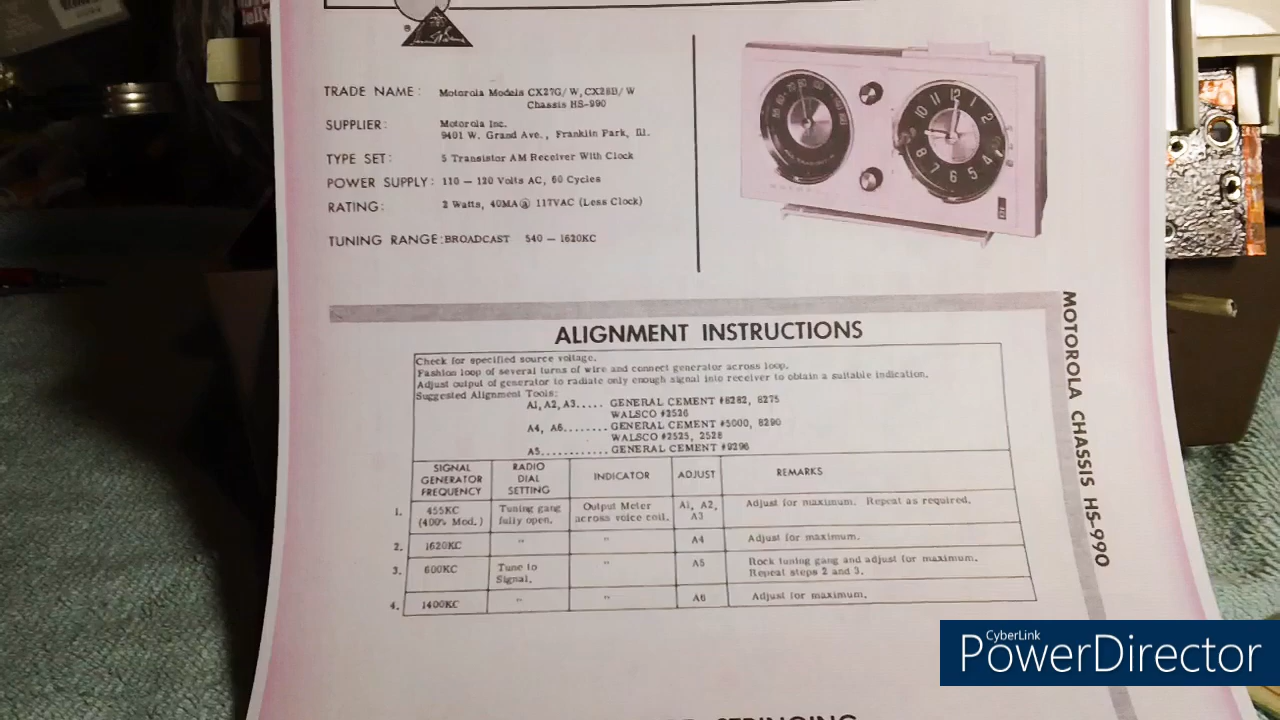 TRADE NAME: Motorola Models CX27G/W, CX28B/W
Chassis HS-990
SUPPLIER: Motorola Inc.
9401 W. Grand Ave., Franklin Park, Ill.
TYPE SET: 5 Transistor AM Receiver With Clock
POWER SUPPLY: 110 — 120 Volts AC, 60 Cycles
RATING: 2 Watts, 40MA @ 117VAC (Less Clock)
TUNING RANGE: BROADCAST 540 — 1620KC
MOTOROLA CHASSIS HS-990
ALIGNMENT INSTRUCTIONS
Check for specified source voltage.
Fashion loop of several turns of wire and connect generator across loop.
Adjust output of generator to radiate only enough signal into receiver to obtain a suitable indication.
Suggested Alignment Tools:
A1, A2, A3..... GENERAL CEMENT #8282, 8275
WALSCO #2526
A4, A6........ GENERAL CEMENT #5000, 8290
WALSCO #2525, 2528
A5............ GENERAL CEMENT #9296
SIGNAL GENERATOR FREQUENCY RADIO DIAL SETTING INDICATOR ADJUST REMARKS
1. 455KC (400~ Mod.) Tuning gang fully open. Output Meter across voice coil. A1, A2, A3 Adjust for maximum. Repeat as required.
2. 1620KC " " A4 Adjust for maximum.
3. 600KC Tune to Signal. " A5 Rock tuning gang and adjust for maximum. Repeat steps 2 and 3.
4. 1400KC " " A6 Adjust for maximum.
STRINGING
CyberLink
PowerDirector